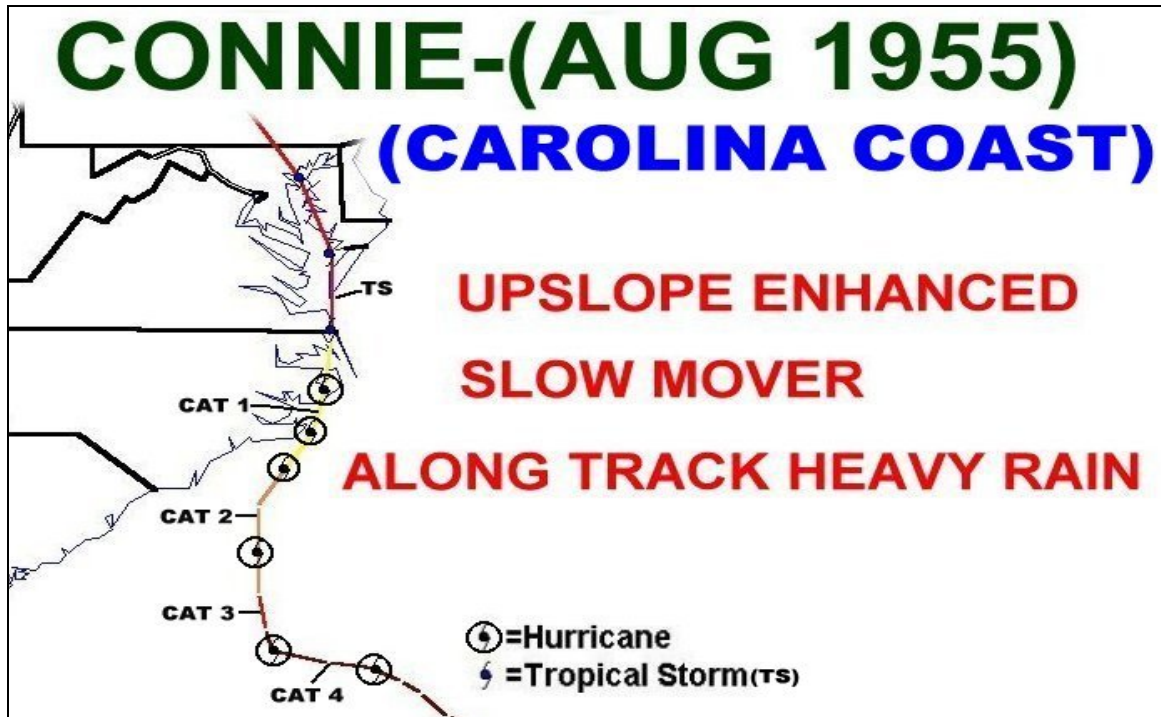 CONNIE-(AUG 1955)
(CAROLINA COAST)
TS
UPSLOPE ENHANCED
SLOW MOVER
CAT 1
ALONG TRACK HEAVY RAIN
CAT 2
CAT 3
=Hurricane
=Tropical Storm(TS)
CAT 4